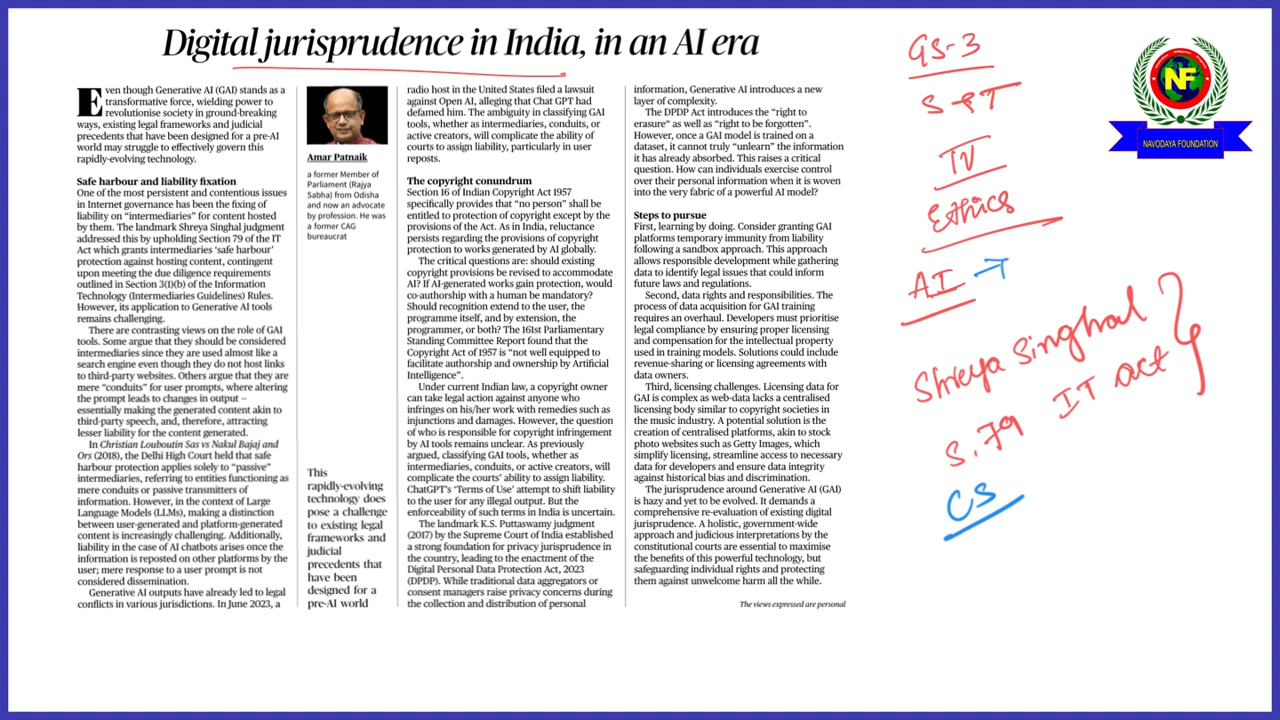 Digital jurisprudence in India, in an AI era
Even though Generative AI (GAI) stands as a
transformative force, wielding power to
revolutionise society in ground-breaking
ways, existing legal frameworks and judicial
precedents that have been designed for a pre-AI
world may struggle to effectively govern this
rapidly-evolving technology.
Safe harbour and liability fixation
One of the most persistent and contentious issues
in Internet governance has been the fixing of
liability on “intermediaries” for content hosted
by them. The landmark Shreya Singhal judgment
addressed this by upholding Section 79 of the IT
Act which grants intermediaries ‘safe harbour’
protection against hosting content, contingent
upon meeting the due diligence requirements
outlined in Section 3(1)(b) of the Information
Technology (Intermediaries Guidelines) Rules.
However, its application to Generative AI tools
remains challenging.
There are contrasting views on the role of GAI
tools. Some argue that they should be considered
intermediaries since they are used almost like a
search engine even though they do not host links
to third-party websites. Others argue that they are
mere “conduits” for user prompts, where altering
the prompt leads to changes in output –
essentially making the generated content akin to
third-party speech, and, therefore, attracting
lesser liability for the content generated.
In Christian Louboutin Sas vs Nakul Bajaj and
Ors (2018), the Delhi High Court held that safe
harbour protection applies solely to “passive”
intermediaries, referring to entities functioning as
mere conduits or passive transmitters of
information. However, in the context of Large
Language Models (LLMs), making a distinction
between user-generated and platform-generated
content is increasingly challenging. Additionally,
liability in the case of AI chatbots arises once the
information is reposted on other platforms by the
user; mere response to a user prompt is not
considered dissemination.
Generative AI outputs have already led to legal
conflicts in various jurisdictions. In June 2023, a
Amar Patnaik
a former Member of
Parliament (Rajya
Sabha) from Odisha
and now an advocate
by profession. He was
a former CAG
bureaucrat
This
rapidly-evolving
technology does
pose a challenge
to existing legal
frameworks and
judicial
precedents that
have been
designed for a
pre-AI world
radio host in the United States filed a lawsuit
against Open AI, alleging that Chat GPT had
defamed him. The ambiguity in classifying GAI
tools, whether as intermediaries, conduits, or
active creators, will complicate the ability of
courts to assign liability, particularly in user
reposts.
The copyright conundrum
Section 16 of Indian Copyright Act 1957
specifically provides that “no person” shall be
entitled to protection of copyright except by the
provisions of the Act. As in India, reluctance
persists regarding the provisions of copyright
protection to works generated by AI globally.
The critical questions are: should existing
copyright provisions be revised to accommodate
AI? If AI-generated works gain protection, would
co-authorship with a human be mandatory?
Should recognition extend to the user, the
programme itself, and by extension, the
programmer, or both? The 161st Parliamentary
Standing Committee Report found that the
Copyright Act of 1957 is “not well equipped to
facilitate authorship and ownership by Artificial
Intelligence”.
Under current Indian law, a copyright owner
can take legal action against anyone who
infringes on his/her work with remedies such as
injunctions and damages. However, the question
of who is responsible for copyright infringement
by AI tools remains unclear. As previously
argued, classifying GAI tools, whether as
intermediaries, conduits, or active creators, will
complicate the courts’ ability to assign liability.
ChatGPT’s ‘Terms of Use’ attempt to shift liability
to the user for any illegal output. But the
enforceability of such terms in India is uncertain.
The landmark K.S. Puttaswamy judgment
(2017) by the Supreme Court of India established
a strong foundation for privacy jurisprudence in
the country, leading to the enactment of the
Digital Personal Data Protection Act, 2023
(DPDP). While traditional data aggregators or
consent managers raise privacy concerns during
the collection and distribution of personal
information, Generative AI introduces a new
layer of complexity.
The DPDP Act introduces the “right to
erasure“ as well as “right to be forgotten”.
However, once a GAI model is trained on a
dataset, it cannot truly “unlearn” the information
it has already absorbed. This raises a critical
question. How can individuals exercise control
over their personal information when it is woven
into the very fabric of a powerful AI model?
Steps to pursue
First, learning by doing. Consider granting GAI
platforms temporary immunity from liability
following a sandbox approach. This approach
allows responsible development while gathering
data to identify legal issues that could inform
future laws and regulations.
Second, data rights and responsibilities. The
process of data acquisition for GAI training
requires an overhaul. Developers must prioritise
legal compliance by ensuring proper licensing
and compensation for the intellectual property
used in training models. Solutions could include
revenue-sharing or licensing agreements with
data owners.
Third, licensing challenges. Licensing data for
GAI is complex as web-data lacks a centralised
licensing body similar to copyright societies in
the music industry. A potential solution is the
creation of centralised platforms, akin to stock
photo websites such as Getty Images, which
simplify licensing, streamline access to necessary
data for developers and ensure data integrity
against historical bias and discrimination.
The jurisprudence around Generative AI (GAI)
is hazy and yet to be evolved. It demands a
comprehensive re-evaluation of existing digital
jurisprudence. A holistic, government-wide
approach and judicious interpretations by the
constitutional courts are essential to maximise
the benefits of this powerful technology, but
safeguarding individual rights and protecting
them against unwelcome harm all the while.
The views expressed are personal
GS-3
IV
Ethics
AI →
Shreya Singhal
S.79 IT act
CS
NF
NAVODAYA FOUNDATION